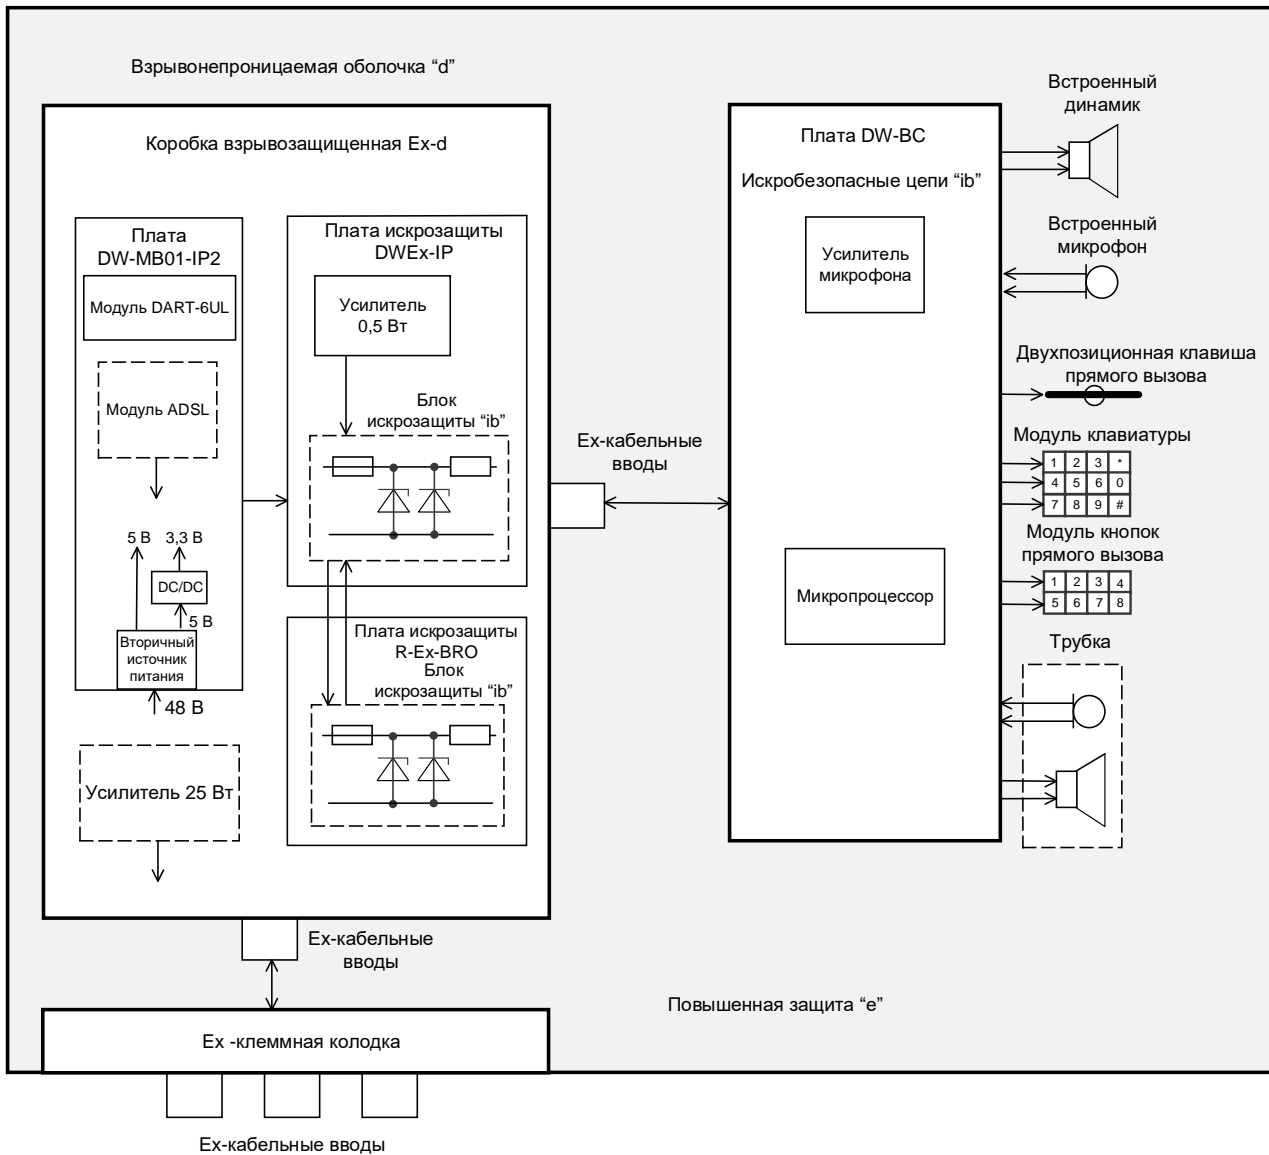 Взрывонепроницаемая оболочка “d”
Коробка взрывозащищенная Ex-d
Плата
DW-MB01-IP2
Модуль DART-6UL
Модуль ADSL
5 В
3,3 В
DC/DC
5 В
Вторичный
источник
питания
48 В
Усилитель 25 Вт
Плата искрозащиты
DWEx-IP
Усилитель
0,5 Вт
Блок
искрозащиты “ib”
Плата искрозащиты
R-Ex-BRO
Блок
искрозащиты “ib”
Ex-кабельные
вводы
Ex-кабельные
вводы
Ex -клеммная колодка
Ex-кабельные вводы
Плата DW-BC
Искробезопасные цепи “ib”
Усилитель
микрофона
Микропроцессор
Встроенный
динамик
Встроенный
микрофон
Двухпозиционная клавиша
прямого вызова
Модуль клавиатуры
1 2 3 *
4 5 6 0
7 8 9 #
Модуль кнопок
прямого вызова
1 2 3 4
5 6 7 8
Трубка
Повышенная защита “e”